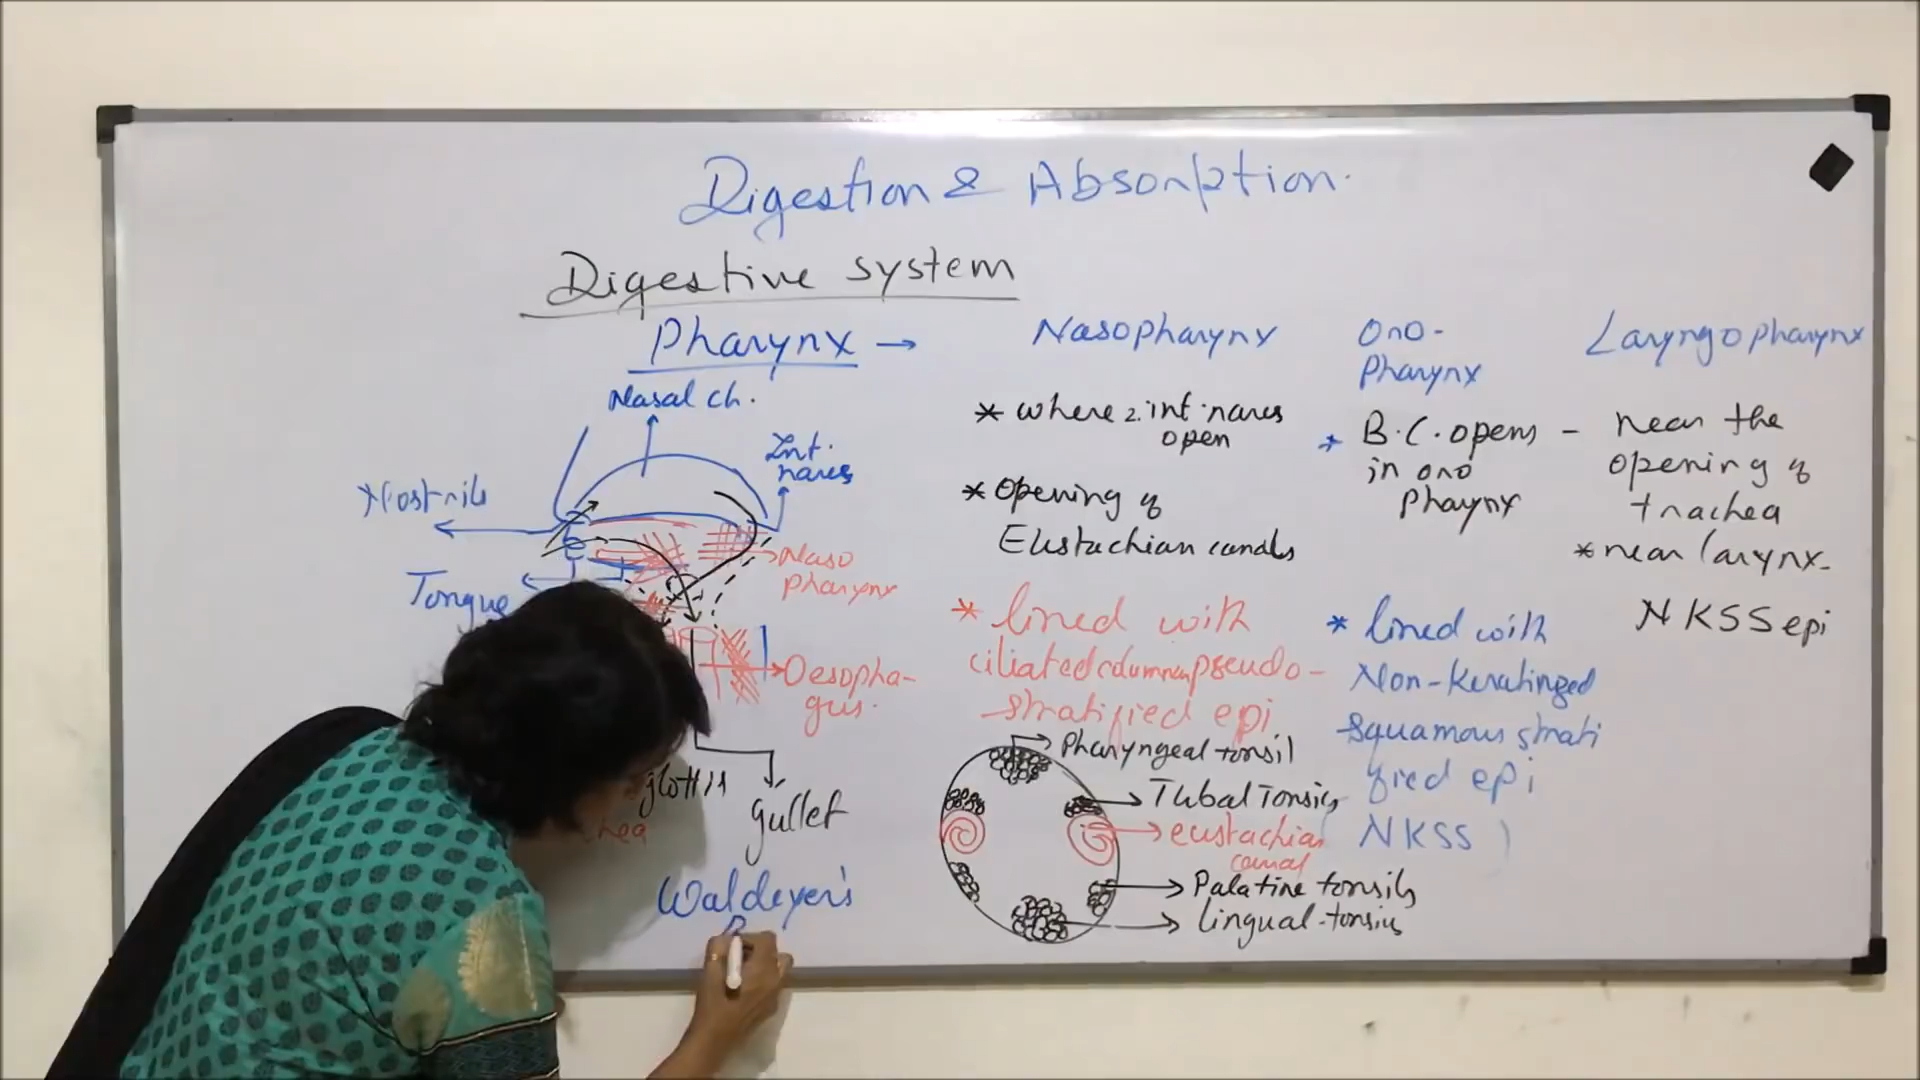 Digestion & Absorption.
Digestive system
Pharynx →
Nasal ch.
Int.
nares
Nostrils
Tongue
Naso
pharynx
Oesopha-
gus.
glottis
gullet
hea
Waldeyer's
R
Nasopharynx
* where 2 int. nares
open
* Opening of
Eustachian canals
* lined with
ciliated columnar pseudo-
stratified epi
Oro-
Pharynx
* B.C. opens
in oro
Pharynx
* lined with
Non-Keratinized
squamous strati
fied epi
( NKSS )
Laryngopharynx
- near the
opening of
trachea
* near larynx.
NKSS epi
Pharyngeal tonsil
Tubal Tonsils
eustachian
canal
Palatine tonsils
lingual-tonsils